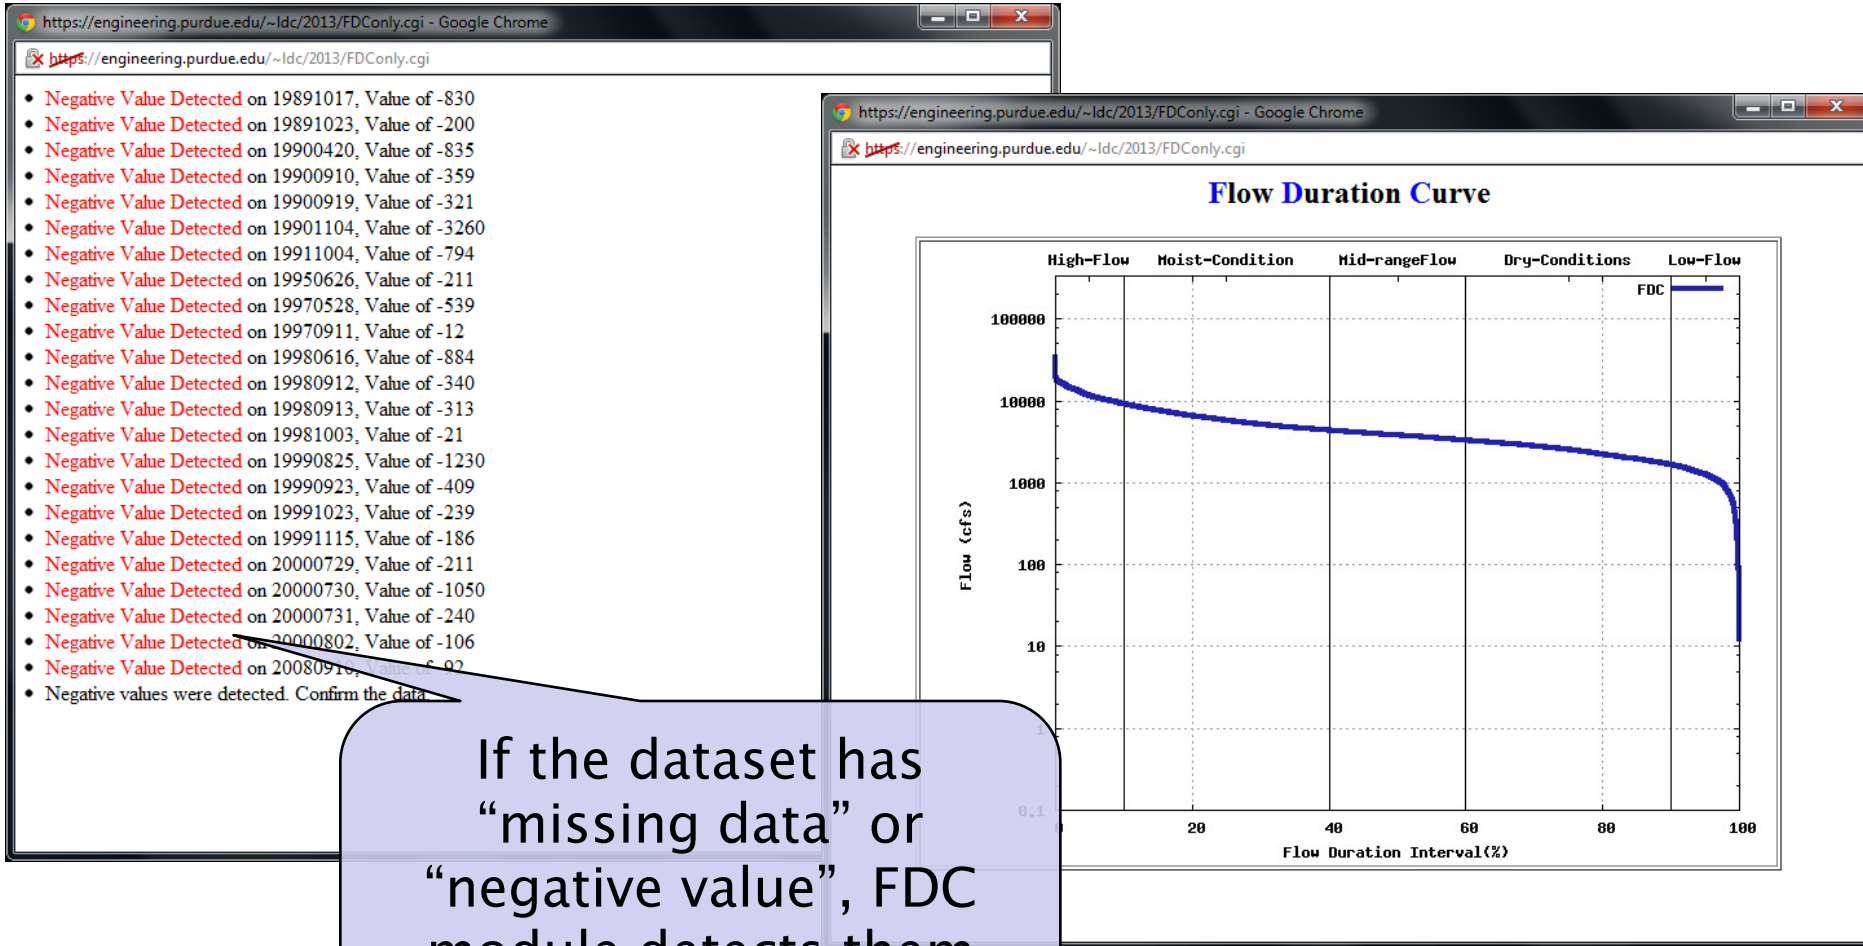 https://engineering.purdue.edu/~ldc/2013/FDConly.cgi - Google Chrome
https://engineering.purdue.edu/~ldc/2013/FDConly.cgi
Negative Value Detected on 19891017, Value of -830
Negative Value Detected on 19891023, Value of -200
Negative Value Detected on 19900420, Value of -835
Negative Value Detected on 19900910, Value of -359
Negative Value Detected on 19900919, Value of -321
Negative Value Detected on 19901104, Value of -3260
Negative Value Detected on 19911004, Value of -794
Negative Value Detected on 19950626, Value of -211
Negative Value Detected on 19970528, Value of -539
Negative Value Detected on 19970911, Value of -12
Negative Value Detected on 19980616, Value of -884
Negative Value Detected on 19980912, Value of -340
Negative Value Detected on 19980913, Value of -313
Negative Value Detected on 19981003, Value of -21
Negative Value Detected on 19990825, Value of -1230
Negative Value Detected on 19990923, Value of -409
Negative Value Detected on 19991023, Value of -239
Negative Value Detected on 19991115, Value of -186
Negative Value Detected on 20000729, Value of -211
Negative Value Detected on 20000730, Value of -1050
Negative Value Detected on 20000731, Value of -240
Negative Value Detected on 20000802, Value of -106
Negative Value Detected on 20080910, Value of -92
Negative values were detected. Confirm the data.
https://engineering.purdue.edu/~ldc/2013/FDConly.cgi - Google Chrome
https://engineering.purdue.edu/~ldc/2013/FDConly.cgi
Flow Duration Curve
High-Flow Moist-Condition Mid-rangeFlow Dry-Conditions Low-Flow
FDC
100000
10000
1000
100
10
1
0.1
Flow (cfs)
0 20 40 60 80 100
Flow Duration Interval(%)
If the dataset has
“missing data” or
“negative value”, FDC
module detects them